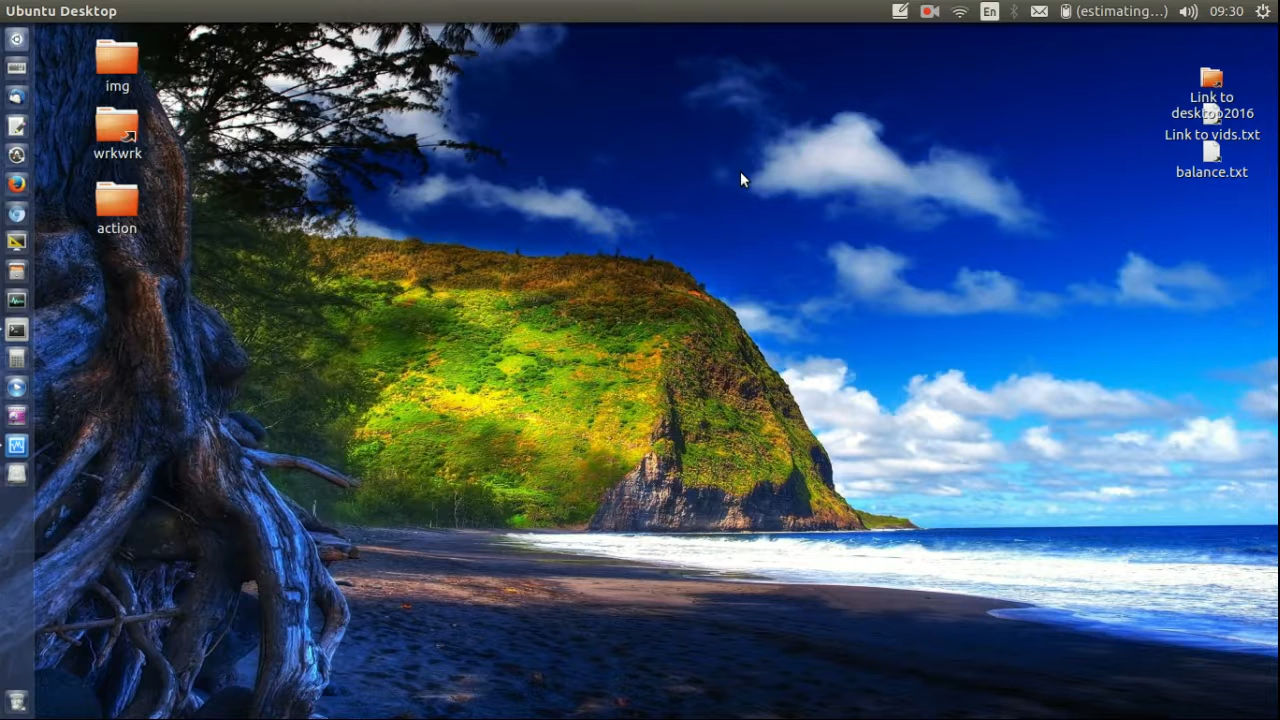 Ubuntu Desktop
En
(estimating...)
09:30
img
wrkwrk
action
Link to
desktop2016
Link to vids.txt
balance.txt